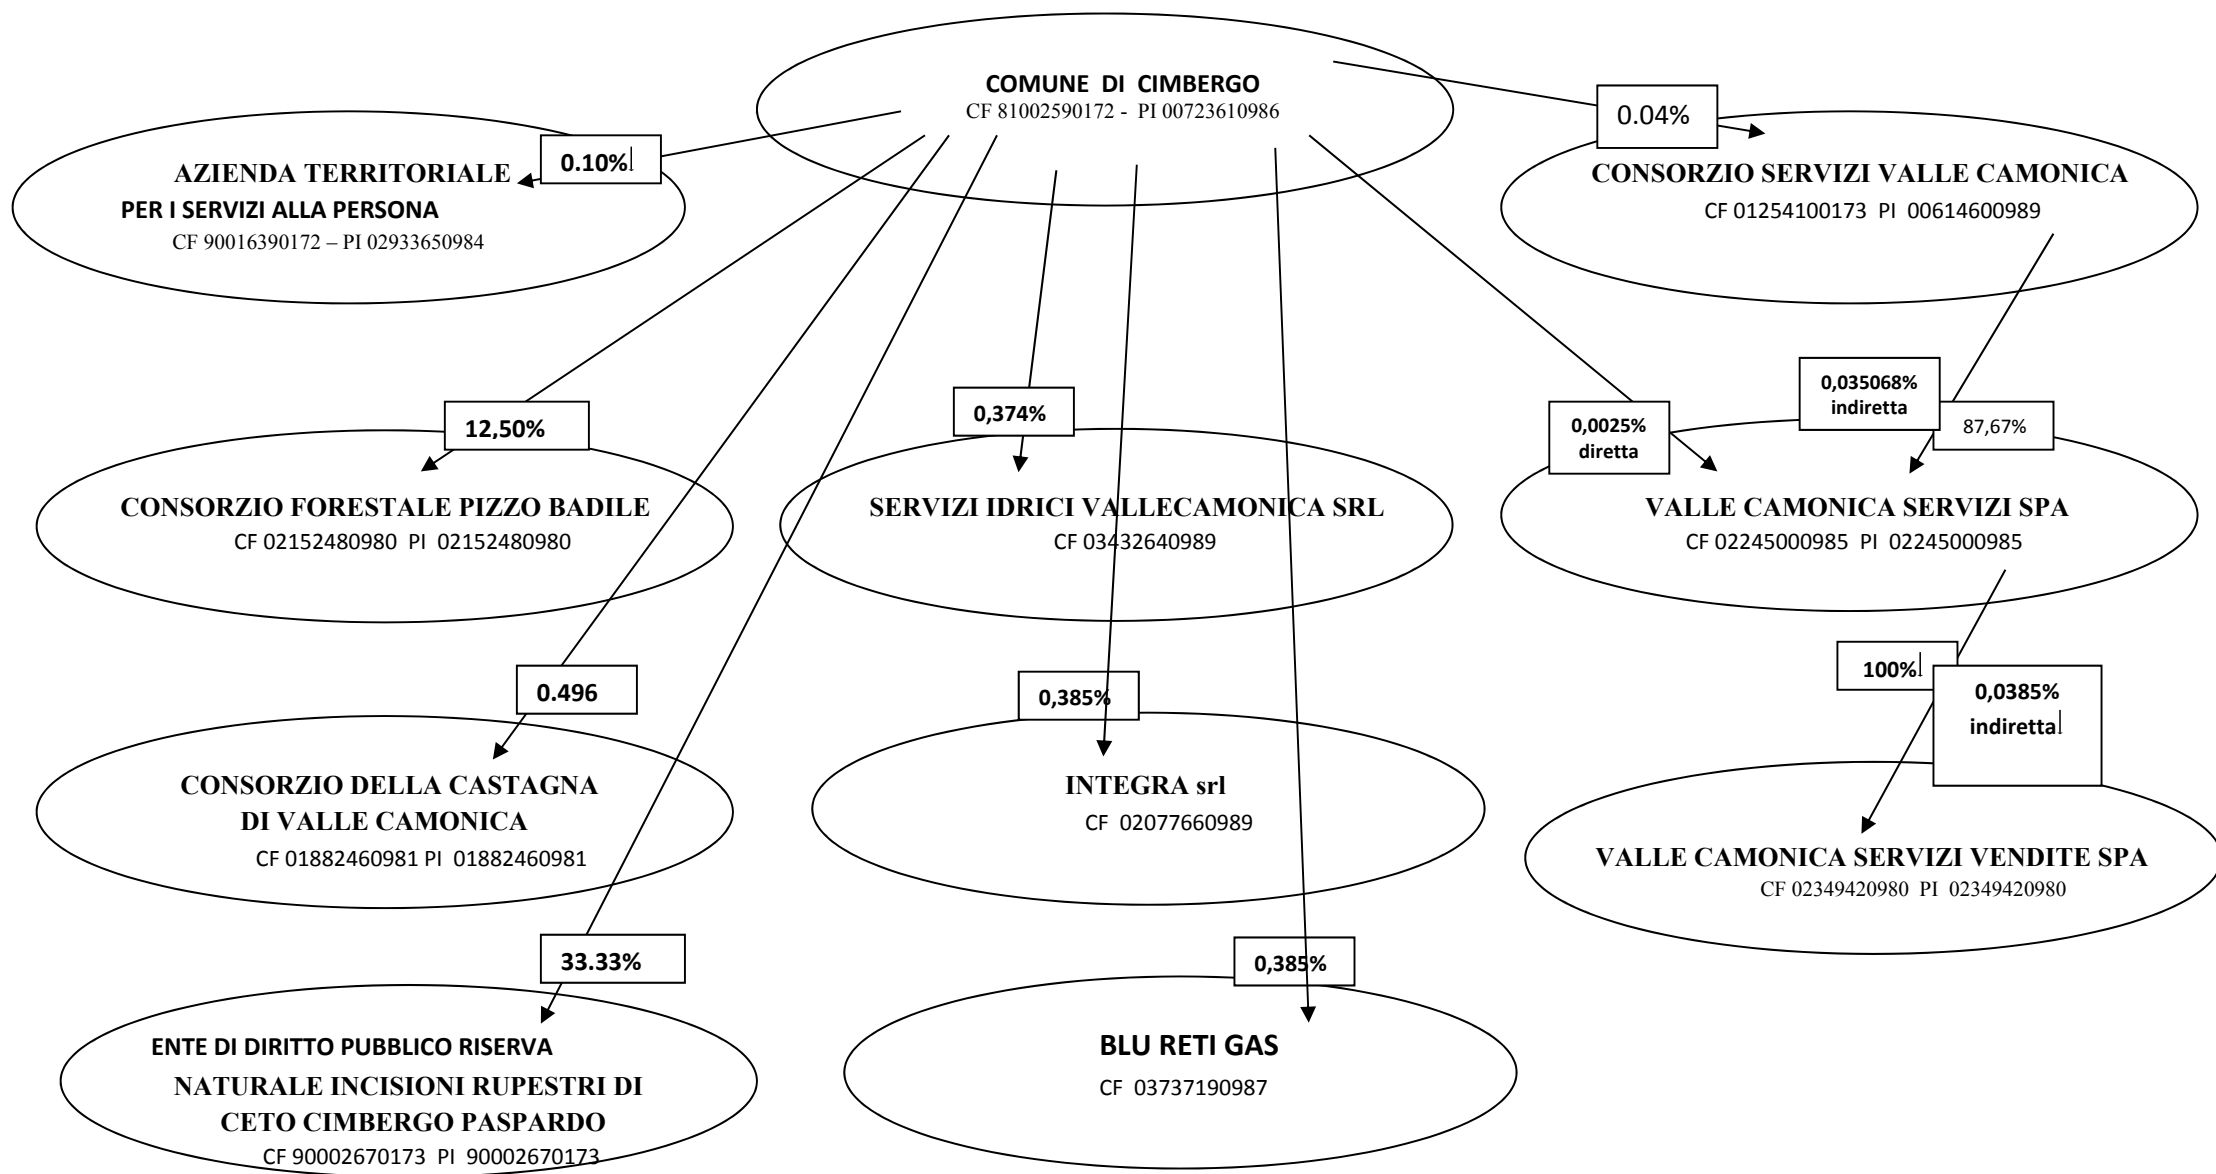 COMUNE DI CIMBERGO
CF 81002590172 - PI 00723610986
0.04%
0.10%
AZIENDA TERRITORIALE
PER I SERVIZI ALLA PERSONA
CF 90016390172 – PI 02933650984
CONSORZIO SERVIZI VALLE CAMONICA
CF 01254100173 PI 00614600989
12,50%
0,374%
0,0025%
diretta
0,035068%
indiretta
87,67%
CONSORZIO FORESTALE PIZZO BADILE
CF 02152480980 PI 02152480980
SERVIZI IDRICI VALLECAMONICA SRL
CF 03432640989
VALLE CAMONICA SERVIZI SPA
CF 02245000985 PI 02245000985
0.496
0,385%
100%
0,0385%
indiretta
CONSORZIO DELLA CASTAGNA
DI VALLE CAMONICA
CF 01882460981 PI 01882460981
INTEGRA srl
CF 02077660989
VALLE CAMONICA SERVIZI VENDITE SPA
CF 02349420980 PI 02349420980
33.33%
0,385%
ENTE DI DIRITTO PUBBLICO RISERVA
NATURALE INCISIONI RUPESTRI DI
CETO CIMBERGO PASPARDO
CF 90002670173 PI 90002670173
BLU RETI GAS
CF 03737190987